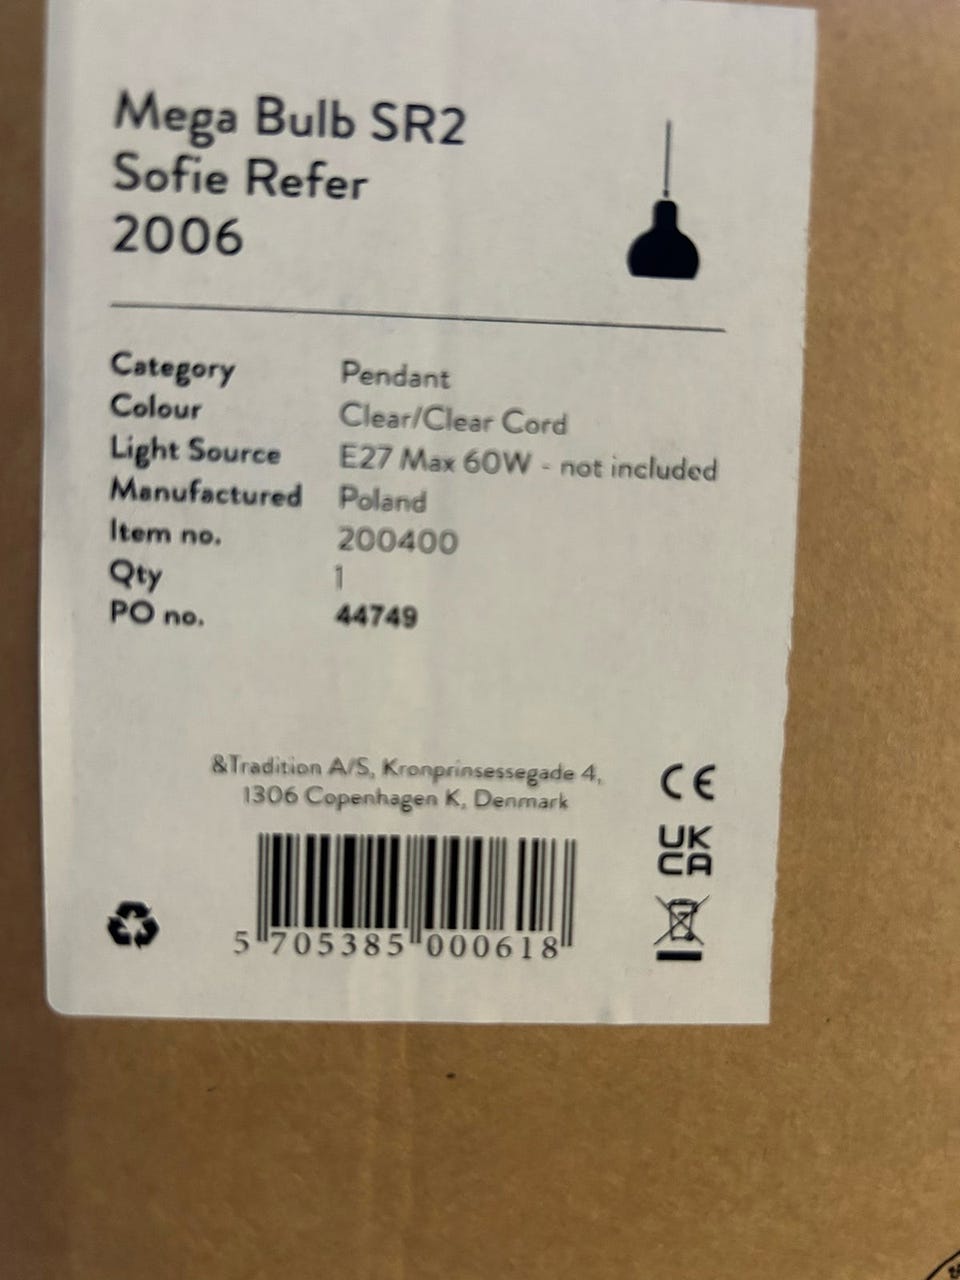 Mega Bulb SR2
Sofie Refer
2006
Category Pendant
Colour Clear/Clear Cord
Light Source E27 Max 60W - not included
Manufactured Poland
Item no. 200400
Qty 1
PO no. 44749
&Tradition A/S, Kronprinsessegade 4,
1306 Copenhagen K, Denmark
CE
UK
CA
5 705385 000618